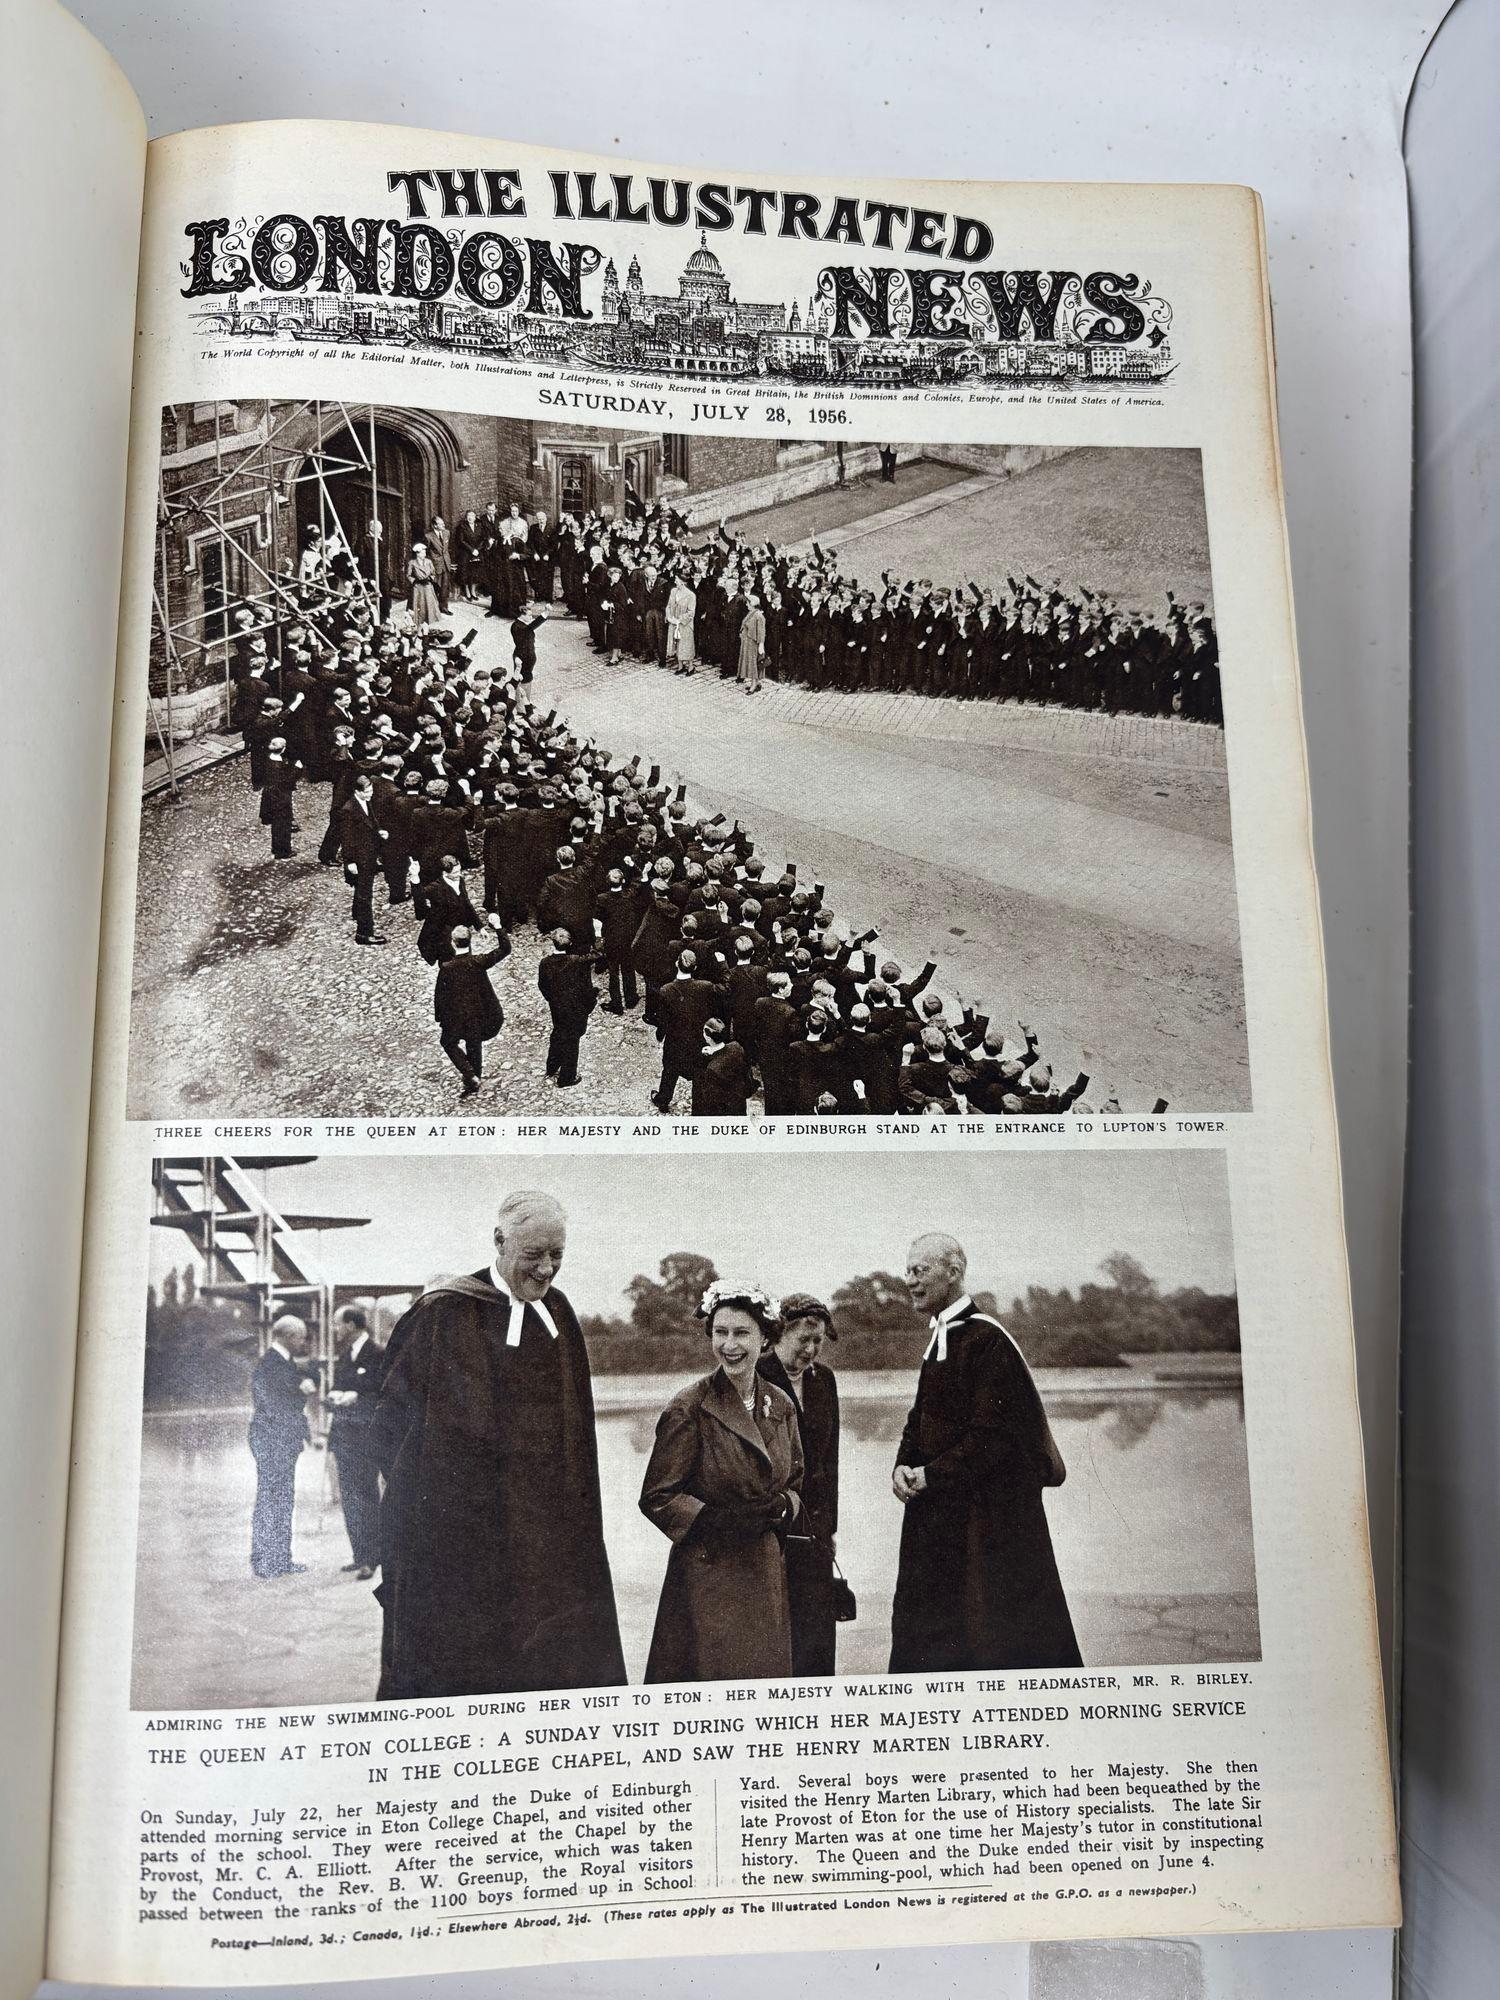 THE ILLUSTRATED
LONDON NEWS.
The World Copyright of all the Editorial Matter, both Illustrations and Letterpress, is Strictly Reserved in Great Britain, the British Dominions and Colonies, Europe, and the United States of America.
SATURDAY, JULY 28, 1956.
THREE CHEERS FOR THE QUEEN AT ETON: HER MAJESTY AND THE DUKE OF EDINBURGH STAND AT THE ENTRANCE TO LUPTON'S TOWER.
ADMIRING THE NEW SWIMMING-POOL DURING HER VISIT TO ETON: HER MAJESTY WALKING WITH THE HEADMASTER, MR. R. BIRLEY.
THE QUEEN AT ETON COLLEGE: A SUNDAY VISIT DURING WHICH HER MAJESTY ATTENDED MORNING SERVICE
IN THE COLLEGE CHAPEL, AND SAW THE HENRY MARTEN LIBRARY.
On Sunday, July 22, her Majesty and the Duke of Edinburgh
attended morning service in Eton College Chapel, and visited other
parts of the school. They were received at the Chapel by the
Provost, Mr. C. A. Elliott. After the service, which was taken
by the Conduct, the Rev. B. W. Greenup, the Royal visitors
passed between the ranks of the 1100 boys formed up in School
Yard. Several boys were presented to her Majesty. She then
visited the Henry Marten Library, which had been bequeathed by the
late Provost of Eton for the use of History specialists. The late Sir
Henry Marten was at one time her Majesty's tutor in constitutional
history. The Queen and the Duke ended their visit by inspecting
the new swimming-pool, which had been opened on June 4.
Postage—Inland, 3d.; Canada, 1½d.; Elsewhere Abroad, 2½d. (These rates apply as The Illustrated London News is registered at the G.P.O. as a newspaper.)